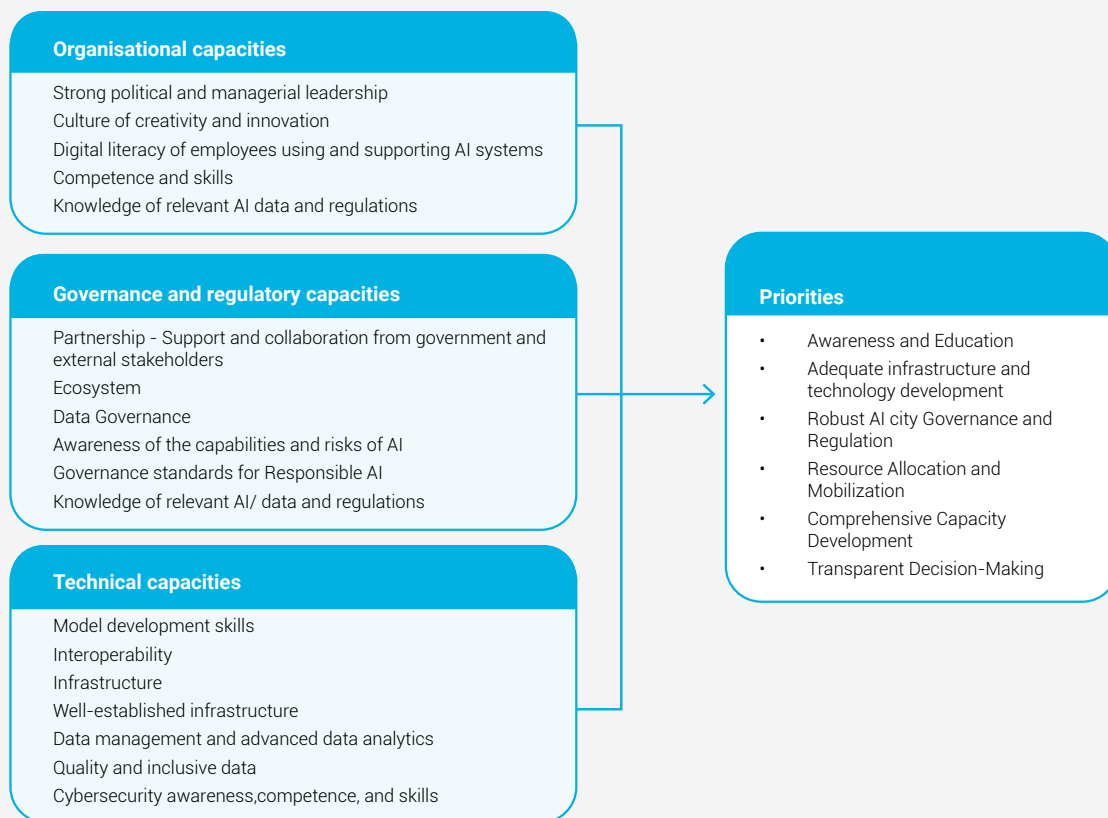 Organisational capacities
Strong political and managerial leadership
Culture of creativity and innovation
Digital literacy of employees using and supporting AI systems
Competence and skills
Knowledge of relevant AI data and regulations
Governance and regulatory capacities
Partnership - Support and collaboration from government and
external stakeholders
Ecosystem
Data Governance
Awareness of the capabilities and risks of AI
Governance standards for Responsible AI
Knowledge of relevant AI/ data and regulations
Technical capacities
Model development skills
Interoperability
Infrastructure
Well-established infrastructure
Data management and advanced data analytics
Quality and inclusive data
Cybersecurity awareness,competence, and skills
Priorities
• Awareness and Education
• Adequate infrastructure and
technology development
• Robust AI city Governance and
Regulation
• Resource Allocation and
Mobilization
• Comprehensive Capacity
Development
• Transparent Decision-Making